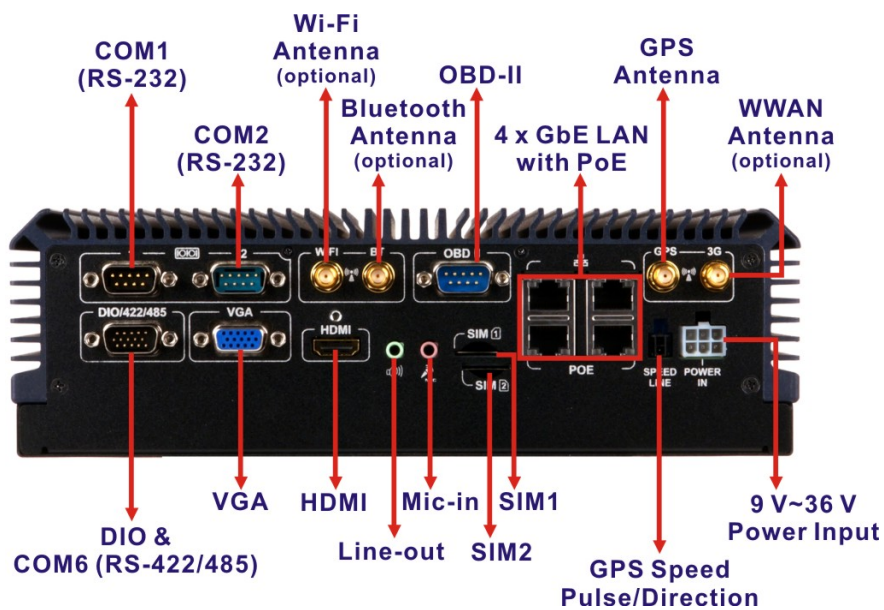 Wi-Fi
Antenna
(optional)
COM1
(RS-232)
OBD-II
GPS
Antenna
COM2
(RS-232)
Bluetooth
Antenna
(optional)
4 x GbE LAN
with PoE
WWAN
Antenna
(optional)
2
WIFI
BT
OBD
GPS
3G
DIO/422/485
VGA
HDMI
SIM 1
SIM 2
POE
SPEED
LINE
POWER
IN
VGA
HDMI
Mic-in
SIM1
9 V~36 V
Power Input
DIO &
COM6 (RS-422/485)
Line-out
SIM2
GPS Speed
Pulse/Direction